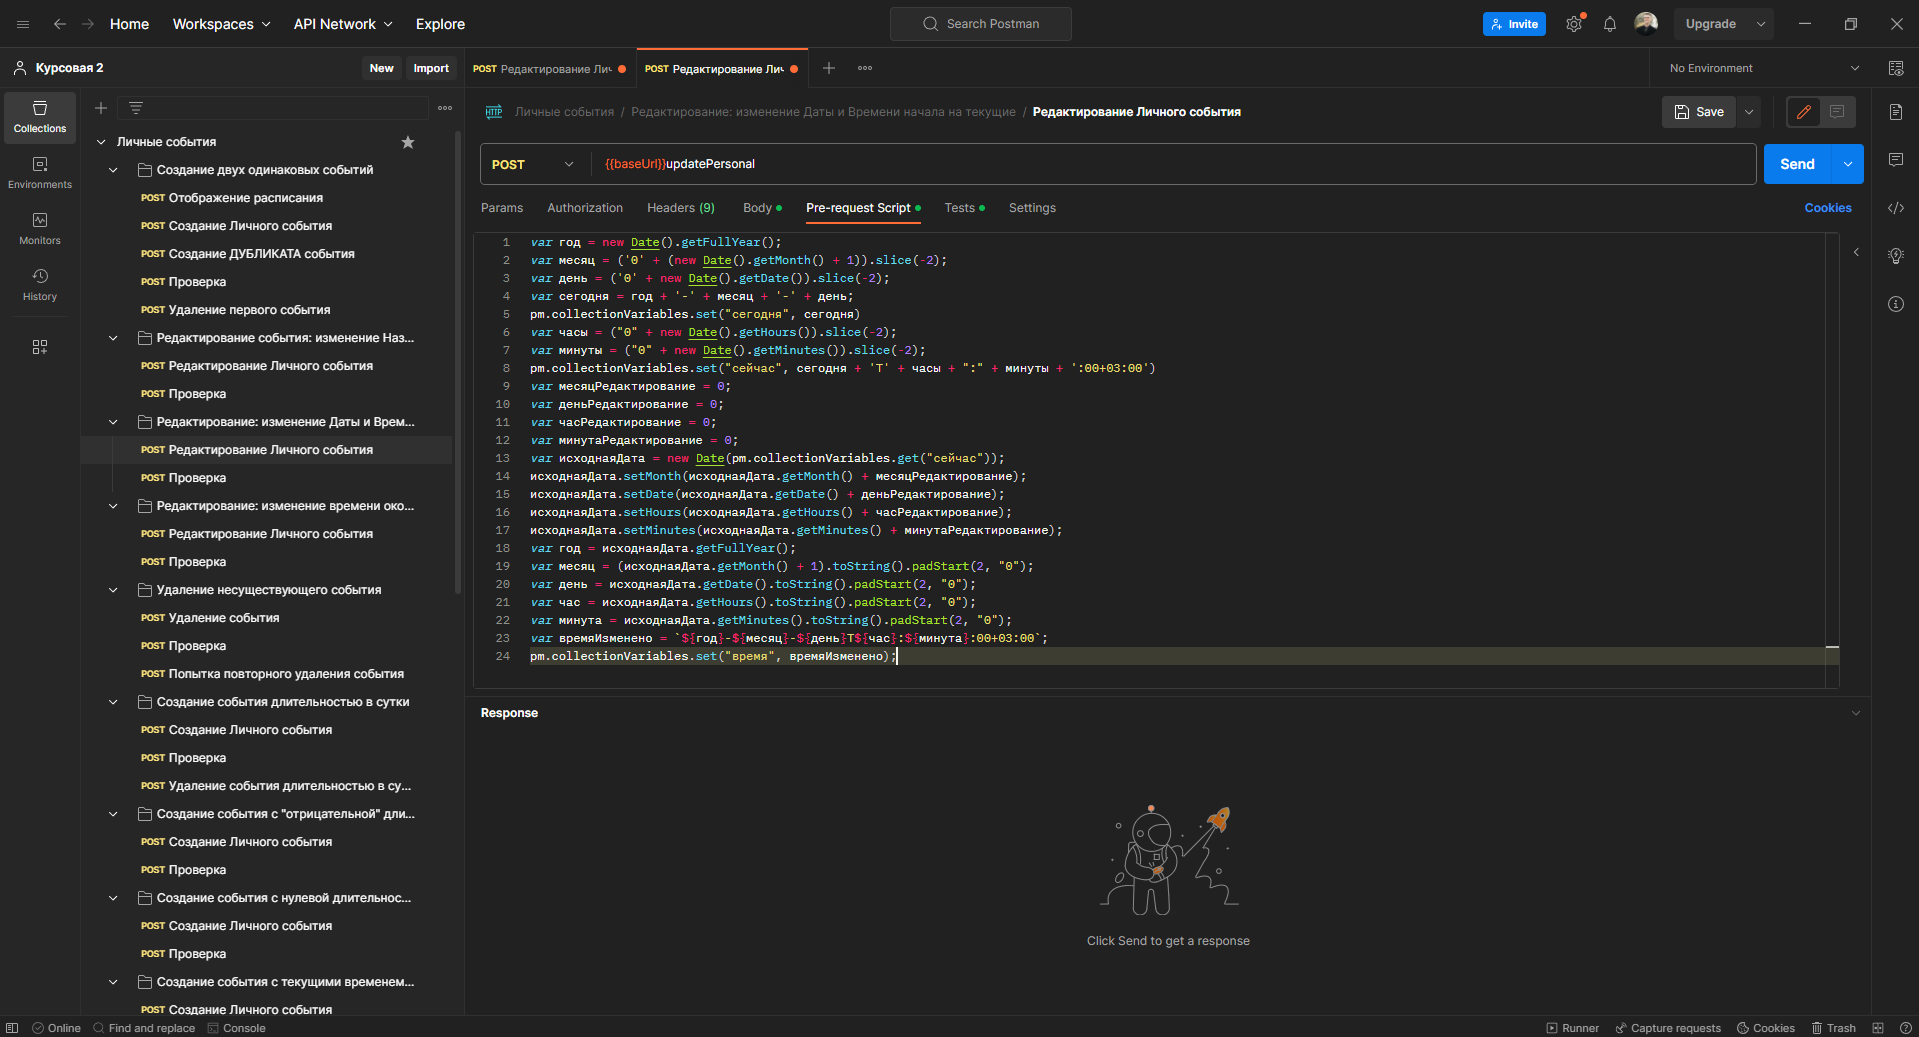 Home Workspaces API Network Explore
Search Postman
Invite
Upgrade
Курсовая 2
New Import
POST Редактирование Лич
POST Редактирование Лич
No Environment
Collections
Environments
Monitors
History
Личные события
Создание двух одинаковых событий
POST Отображение расписания
POST Создание Личного события
POST Создание ДУБЛИКАТА события
POST Проверка
POST Удаление первого события
Редактирование события: изменение Наз...
POST Редактирование Личного события
POST Проверка
Редактирование: изменение Даты и Врем...
POST Редактирование Личного события
POST Проверка
Редактирование: изменение времени око...
POST Редактирование Личного события
POST Проверка
Удаление несуществующего события
POST Удаление события
POST Проверка
POST Попытка повторного удаления события
Создание события длительностью в сутки
POST Создание Личного события
POST Проверка
POST Удаление события длительностью в су...
Создание события с "отрицательной" дли...
POST Создание Личного события
POST Проверка
Создание события с нулевой длительнос...
POST Создание Личного события
POST Проверка
Создание события с текущими временем...
POST Создание Личного события
HTTP Личные события / Редактирование: изменение Даты и Времени начала на текущие / Редактирование Личного события
Save
POST {{baseUrl}}updatePersonal
Send
Params Authorization Headers (9) Body Pre-request Script Tests Settings
Cookies
1 var год = new Date().getFullYear();
2 var месяц = ('0' + (new Date().getMonth() + 1)).slice(-2);
3 var день = ('0' + new Date().getDate()).slice(-2);
4 var сегодня = год + '-' + месяц + '-' + день;
5 pm.collectionVariables.set("сегодня", сегодня)
6 var часы = ("0" + new Date().getHours()).slice(-2);
7 var минуты = ("0" + new Date().getMinutes()).slice(-2);
8 pm.collectionVariables.set("сейчас", сегодня + 'T' + часы + ":" + минуты + ':00+03:00')
9 var месяцРедактирование = 0;
10 var деньРедактирование = 0;
11 var часРедактирование = 0;
12 var минутаРедактирование = 0;
13 var исходнаяДата = new Date(pm.collectionVariables.get("сейчас"));
14 исходнаяДата.setMonth(исходнаяДата.getMonth() + месяцРедактирование);
15 исходнаяДата.setDate(исходнаяДата.getDate() + деньРедактирование);
16 исходнаяДата.setHours(исходнаяДата.getHours() + часРедактирование);
17 исходнаяДата.setMinutes(исходнаяДата.getMinutes() + минутаРедактирование);
18 var год = исходнаяДата.getFullYear();
19 var месяц = (исходнаяДата.getMonth() + 1).toString().padStart(2, "0");
20 var день = исходнаяДата.getDate().toString().padStart(2, "0");
21 var час = исходнаяДата.getHours().toString().padStart(2, "0");
22 var минута = исходнаяДата.getMinutes().toString().padStart(2, "0");
23 var времяИзменено = `${год}-${месяц}-${день}T${час}:${минута}:00+03:00`;
24 pm.collectionVariables.set("время", времяИзменено);
Response
Click Send to get a response
Online Find and replace Console
Runner Capture requests Cookies Trash